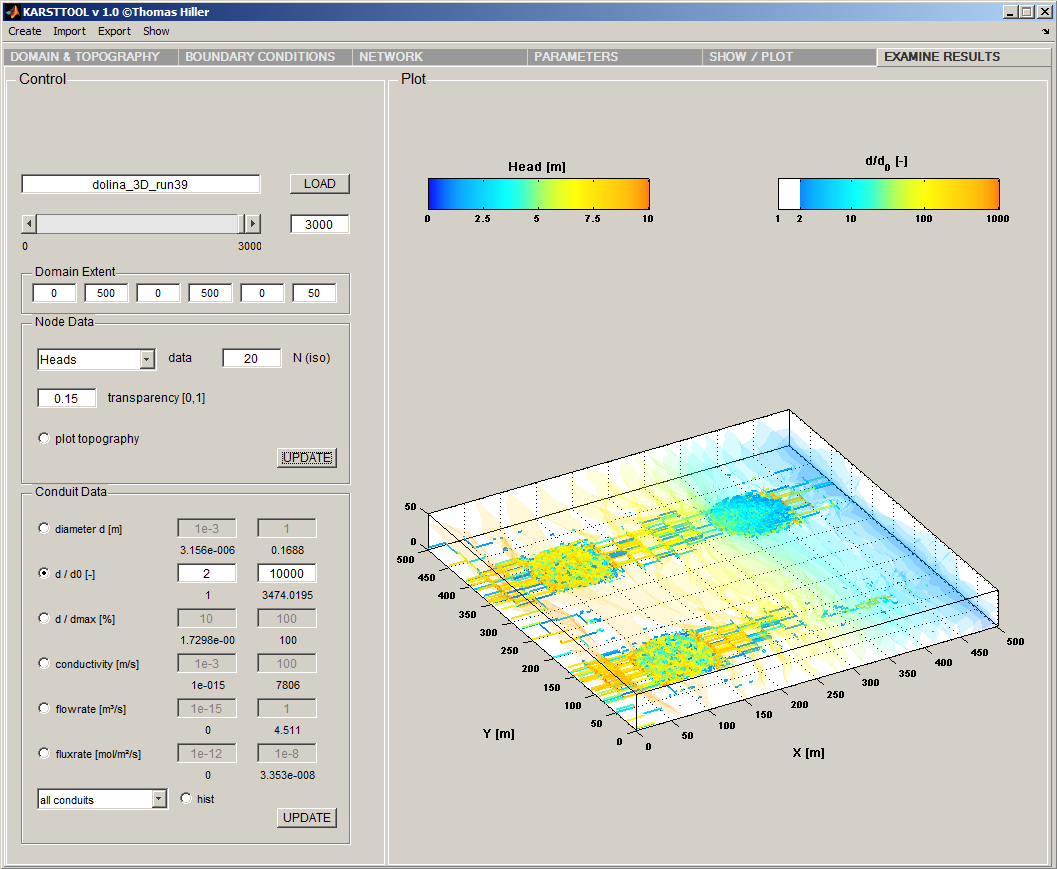 KARSTTOOL v 1.0 ©Thomas Hiller
Create Import Export Show
DOMAIN & TOPOGRAPHY BOUNDARY CONDITIONS NETWORK PARAMETERS SHOW / PLOT EXAMINE RESULTS
Control
dolina_3D_run39 LOAD
3000
0 3000
Domain Extent
0 500 0 500 0 50
Node Data
Heads data 20 N (iso)
0.15 transparency [0,1]
plot topography
UPDATE
Conduit Data
diameter d [m] 1e-3 1
3.156e-006 0.1688
d / d0 [-] 2 10000
1 3474.0195
d / dmax [%] 10 100
1.7298e-00 100
conductivity [m/s] 1e-3 100
1e-015 7806
flowrate [m³/s] 1e-15 1
0 4.511
fluxrate [mol/m²/s] 1e-12 1e-8
0 3.353e-008
all conduits hist
UPDATE
Plot
Head [m]
0 2.5 5 7.5 10
d/d0 [-]
1 2 10 100 1000
50
0
500
450
400
350
300
250
200
150
100
50
0
Y [m]
0
50
100
150
200
250
300
350
400
450
500
X [m]